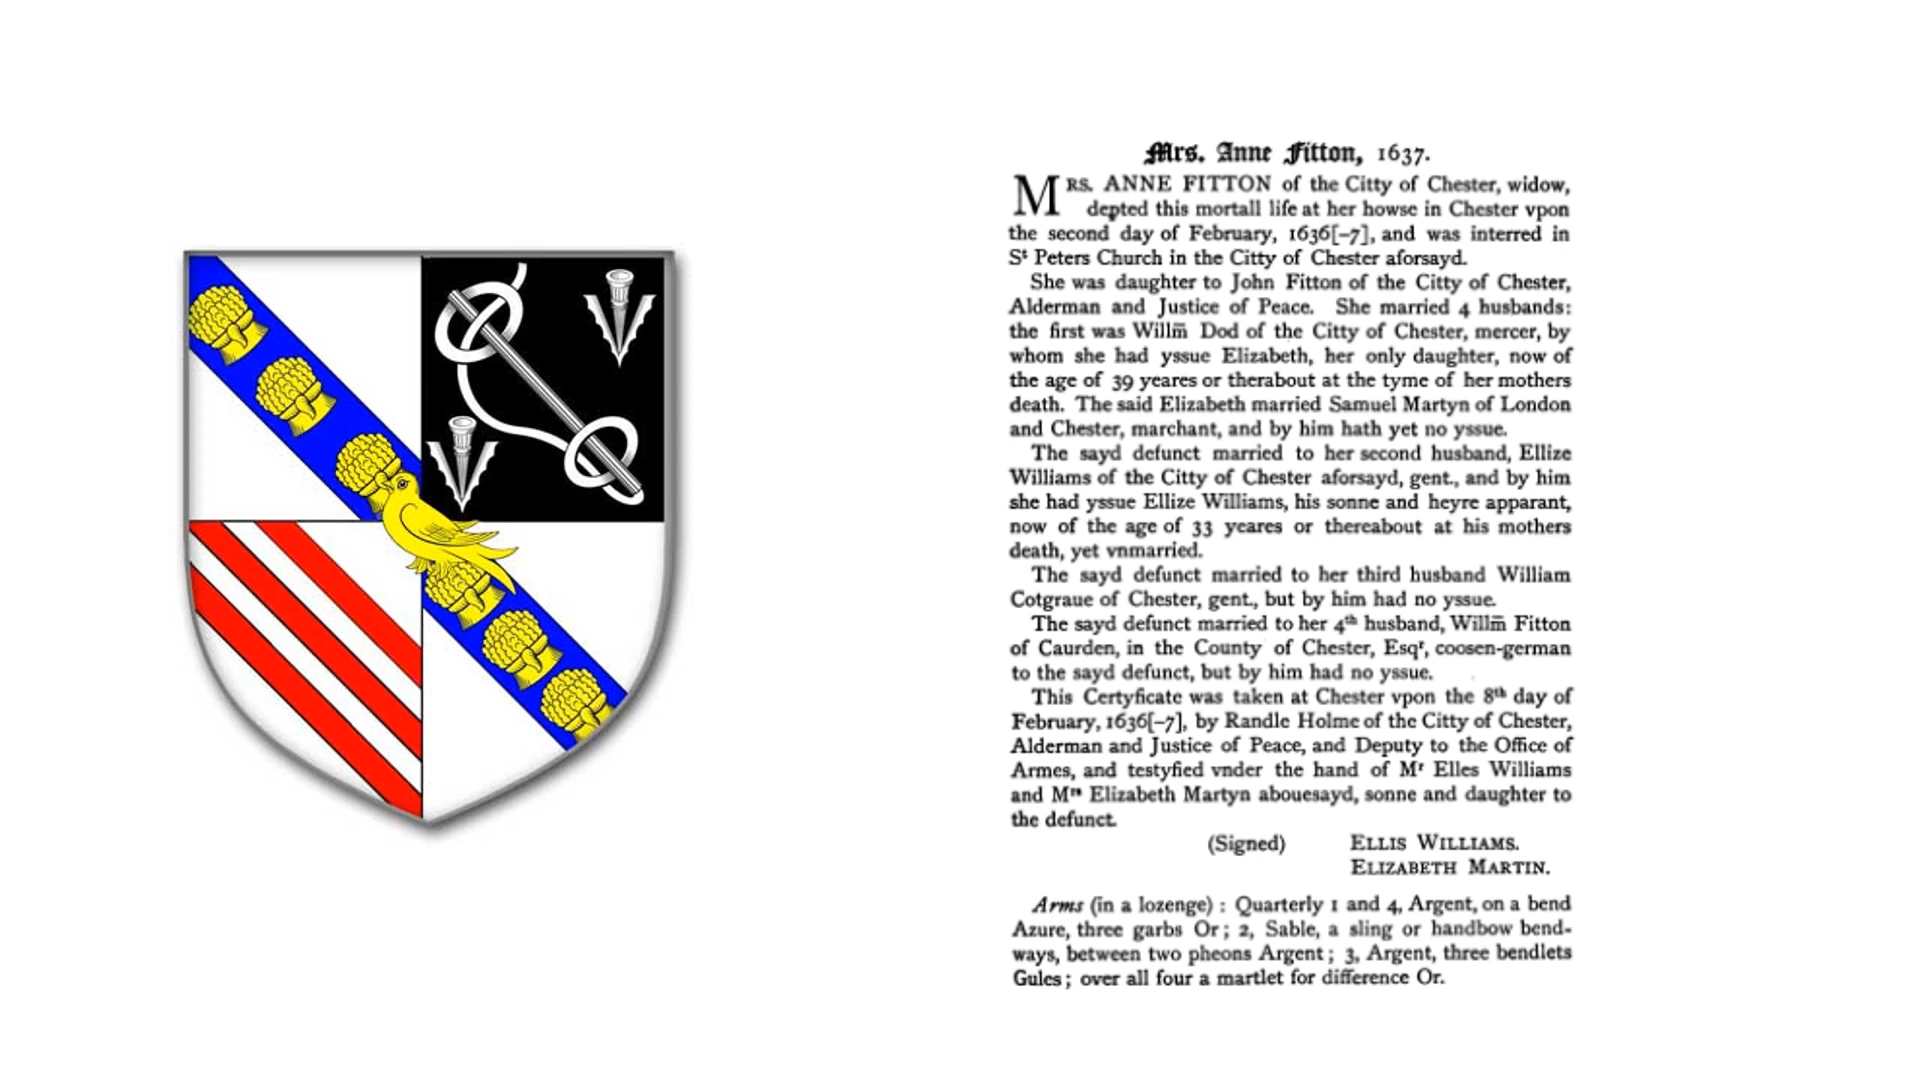 Mrs. Anne Fitton, 1637.
MRS. ANNE FITTON of the Citty of Chester, widow,
depted this mortall life at her howse in Chester vpon
the second day of February, 1636[-7], and was interred in
Sᵗ Peters Church in the Citty of Chester aforsayd.
She was daughter to John Fitton of the Citty of Chester,
Alderman and Justice of Peace. She married 4 husbands:
the first was Willm̄ Dod of the Citty of Chester, mercer, by
whom she had yssue Elizabeth, her only daughter, now of
the age of 39 yeares or therabout at the tyme of her mothers
death. The said Elizabeth married Samuel Martyn of London
and Chester, marchant, and by him hath yet no yssue.
The sayd defunct married to her second husband, Ellize
Williams of the Citty of Chester aforsayd, gent., and by him
she had yssue Ellize Williams, his sonne and heyre apparant,
now of the age of 33 yeares or thereabout at his mothers
death, yet vnmarried.
The sayd defunct married to her third husband William
Cotgraue of Chester, gent., but by him had no yssue.
The sayd defunct married to her 4ᵗʰ husband, Willm̄ Fitton
of Caurden, in the County of Chester, Esqʳ, coosen-german
to the sayd defunct, but by him had no yssue.
This Certyficate was taken at Chester vpon the 8ᵗʰ day of
February, 1636[-7], by Randle Holme of the Citty of Chester,
Alderman and Justice of Peace, and Deputy to the Office of
Armes, and testyfied vnder the hand of Mʳ Elles Williams
and Mʳˢ Elizabeth Martyn abouesayd, sonne and daughter to
the defunct.
(Signed) ELLIS WILLIAMS.
ELIZABETH MARTIN.
Arms (in a lozenge) : Quarterly 1 and 4, Argent, on a bend
Azure, three garbs Or; 2, Sable, a sling or handbow bend-
ways, between two pheons Argent; 3, Argent, three bendlets
Gules; over all four a martlet for difference Or.